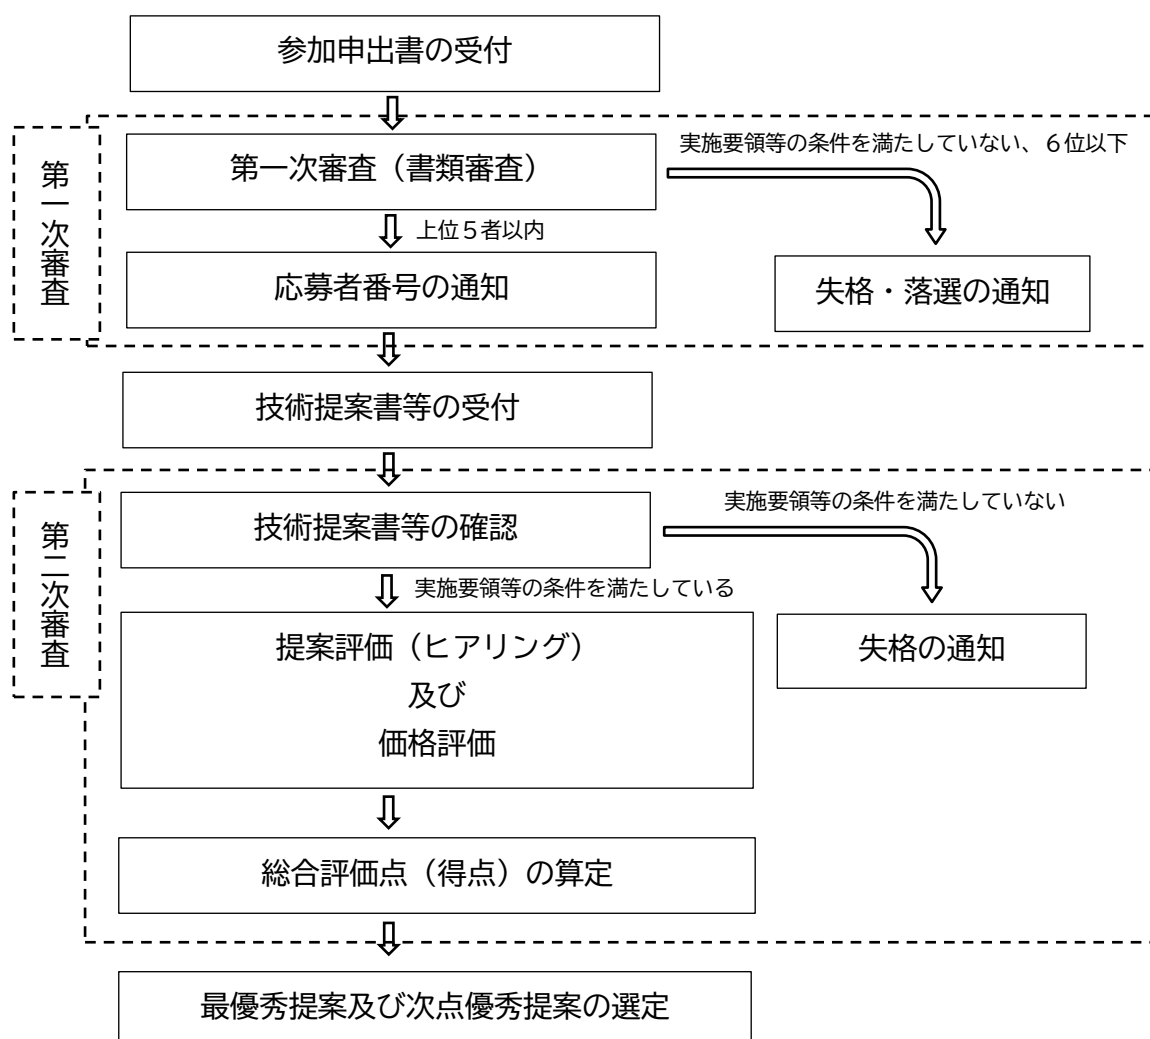 参加申出書の受付
第一次審査
実施要領等の条件を満たしていない、６位以下
第一次審査（書類審査）
上位５者以内
応募者番号の通知
失格・落選の通知
技術提案書等の受付
第二次審査
実施要領等の条件を満たしていない
技術提案書等の確認
実施要領等の条件を満たしている
提案評価（ヒアリング）
及び
価格評価
失格の通知
総合評価点（得点）の算定
最優秀提案及び次点優秀提案の選定